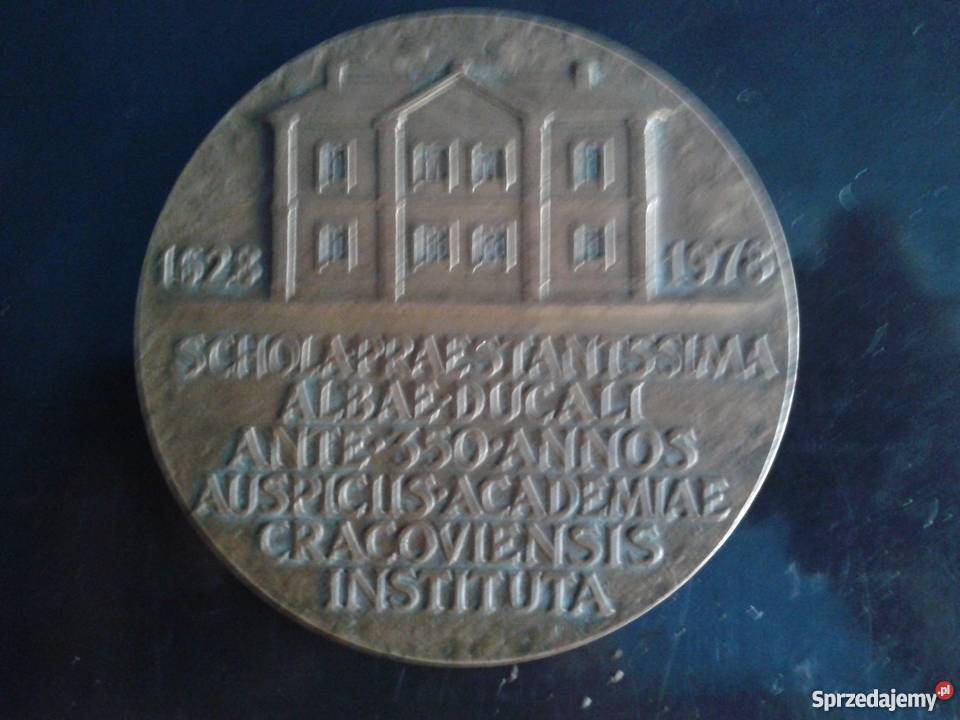 1628 1978
SCHOLA·PRAESTANTISSIMA
ALBAE·DUCALI
ANTE·350·ANNOS
AUSPICIIS·ACADEMIAE
CRACOVIENSIS
INSTITUTA
Sprzedajemy.pl